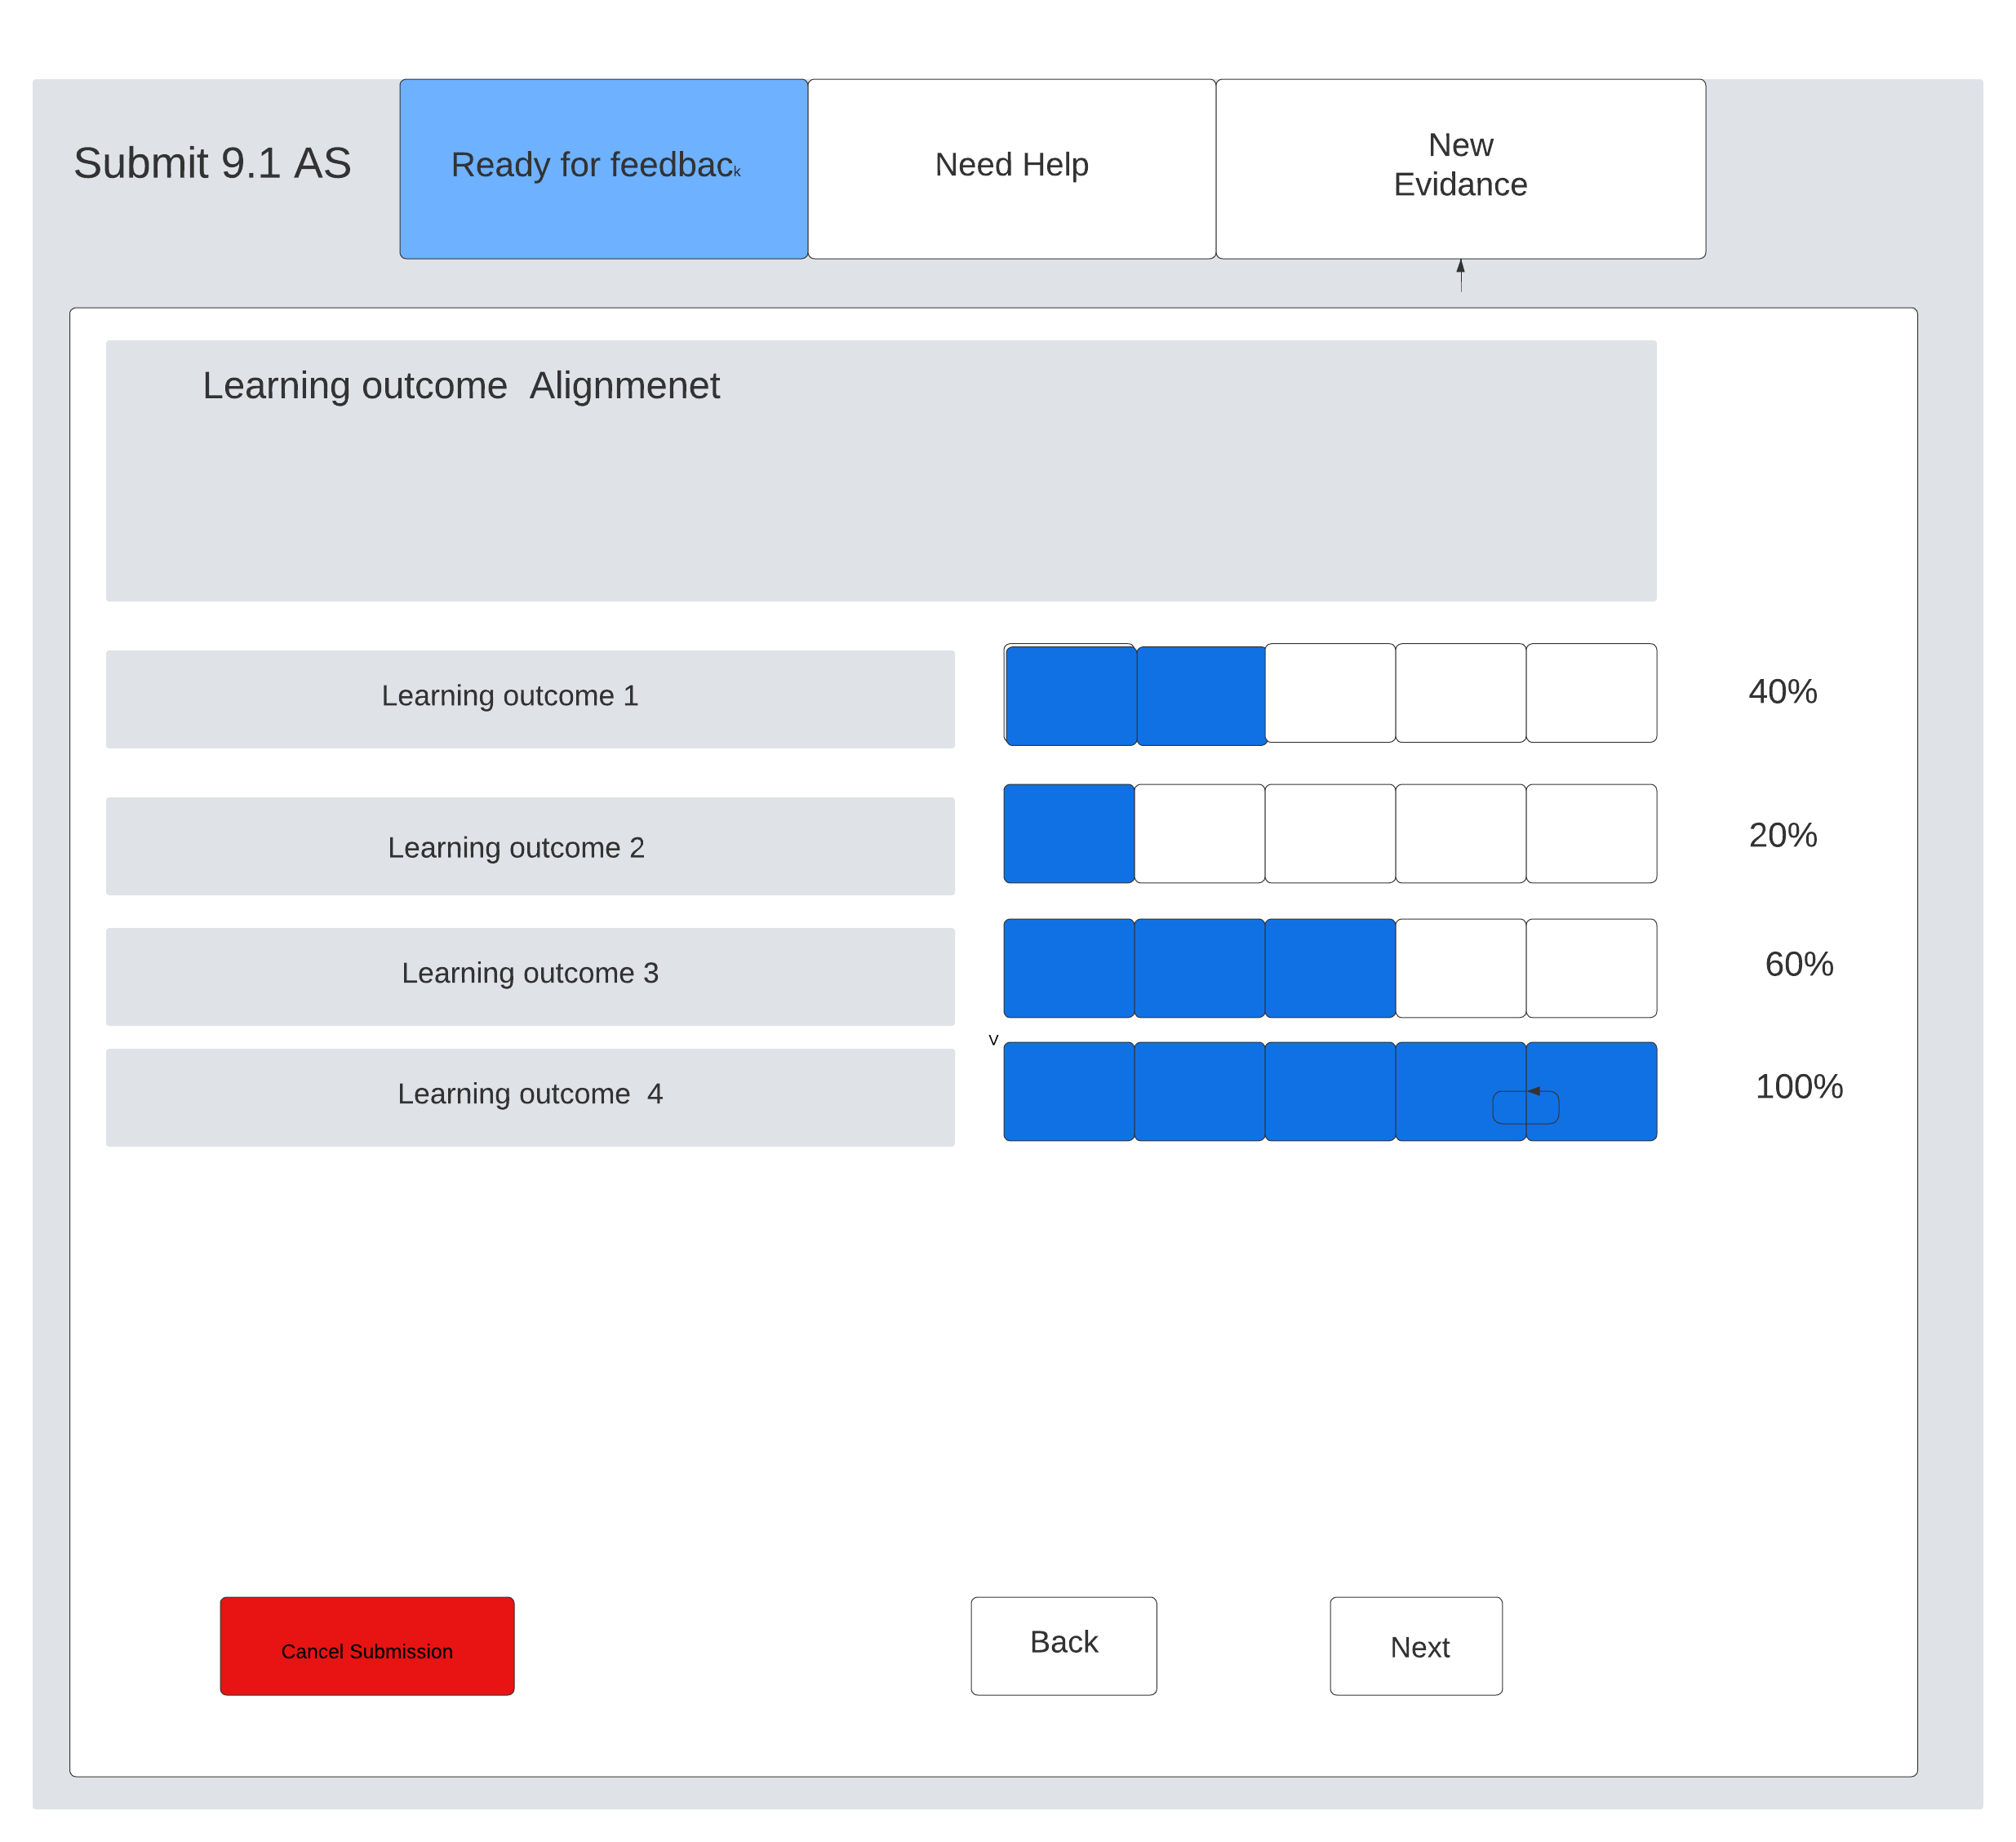 Submit 9.1 AS
Ready for feedback
Need Help
New
Evidance
Learning outcome  Alignmenet
Learning outcome 1
40%
Learning outcome 2
20%
Learning outcome 3
60%
V
Learning outcome  4
100%
Cancel Submission
Back
Next